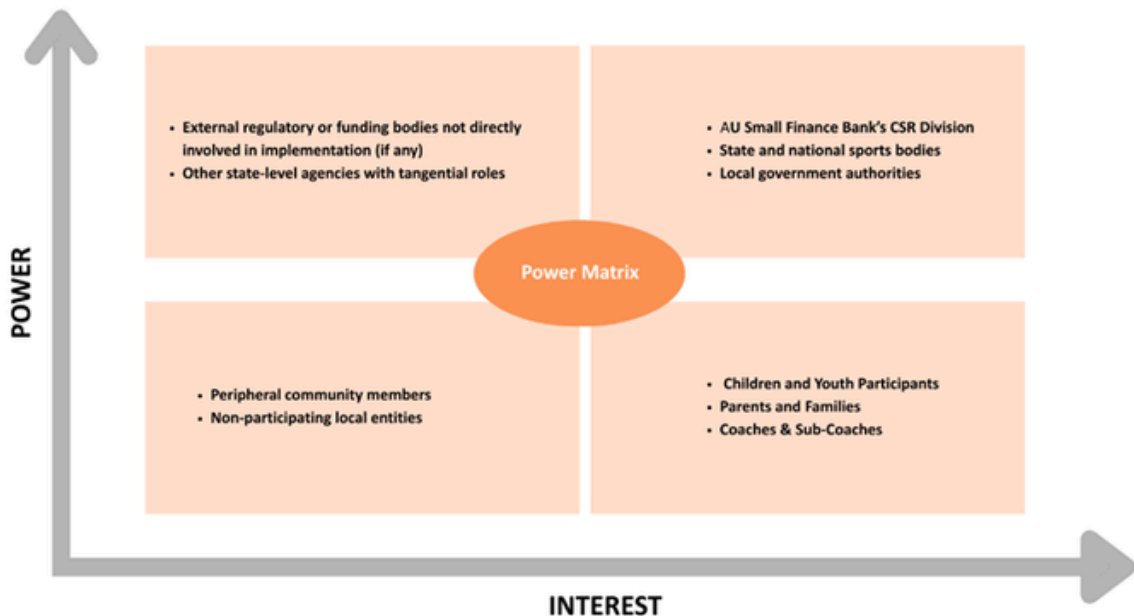 • External regulatory or funding bodies not directly
involved in implementation (if any)
• Other state-level agencies with tangential roles
• AU Small Finance Bank's CSR Division
• State and national sports bodies
• Local government authorities
Power Matrix
POWER
• Peripheral community members
• Non-participating local entities
• Children and Youth Participants
• Parents and Families
• Coaches & Sub-Coaches
INTEREST